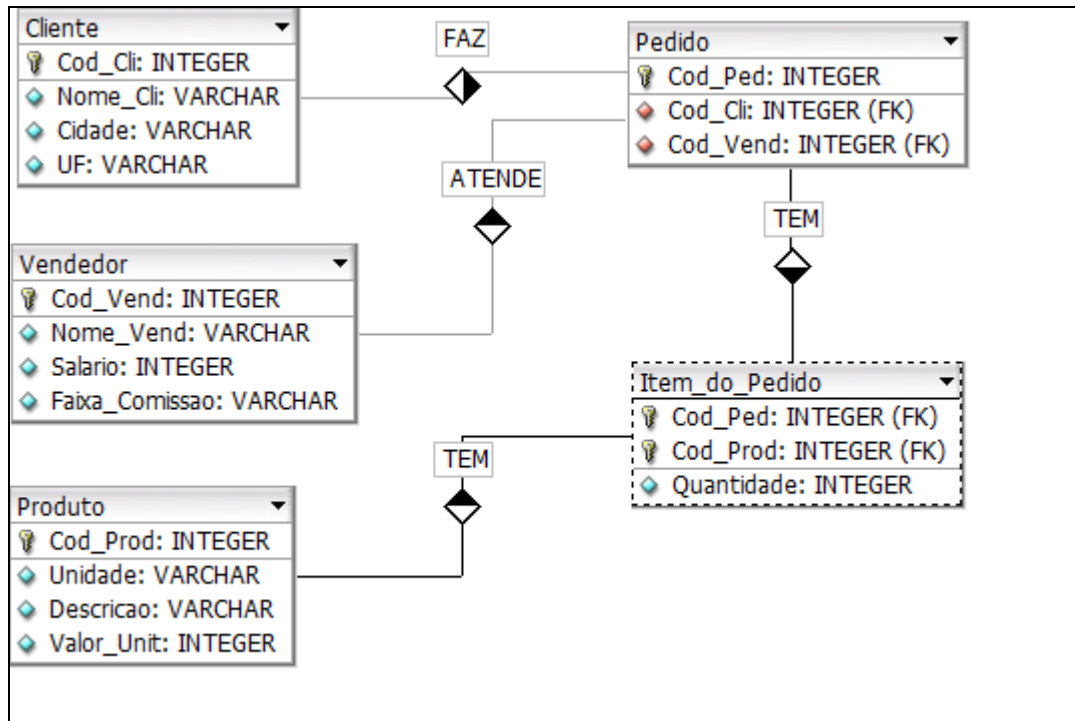 Cliente
Cod_Cli: INTEGER
Nome_Cli: VARCHAR
Cidade: VARCHAR
UF: VARCHAR
FAZ
Pedido
Cod_Ped: INTEGER
Cod_Cli: INTEGER (FK)
Cod_Vend: INTEGER (FK)
ATENDE
TEM
Vendedor
Cod_Vend: INTEGER
Nome_Vend: VARCHAR
Salario: INTEGER
Faixa_Comissao: VARCHAR
Item_do_Pedido
Cod_Ped: INTEGER (FK)
Cod_Prod: INTEGER (FK)
Quantidade: INTEGER
TEM
Produto
Cod_Prod: INTEGER
Unidade: VARCHAR
Descricao: VARCHAR
Valor_Unit: INTEGER